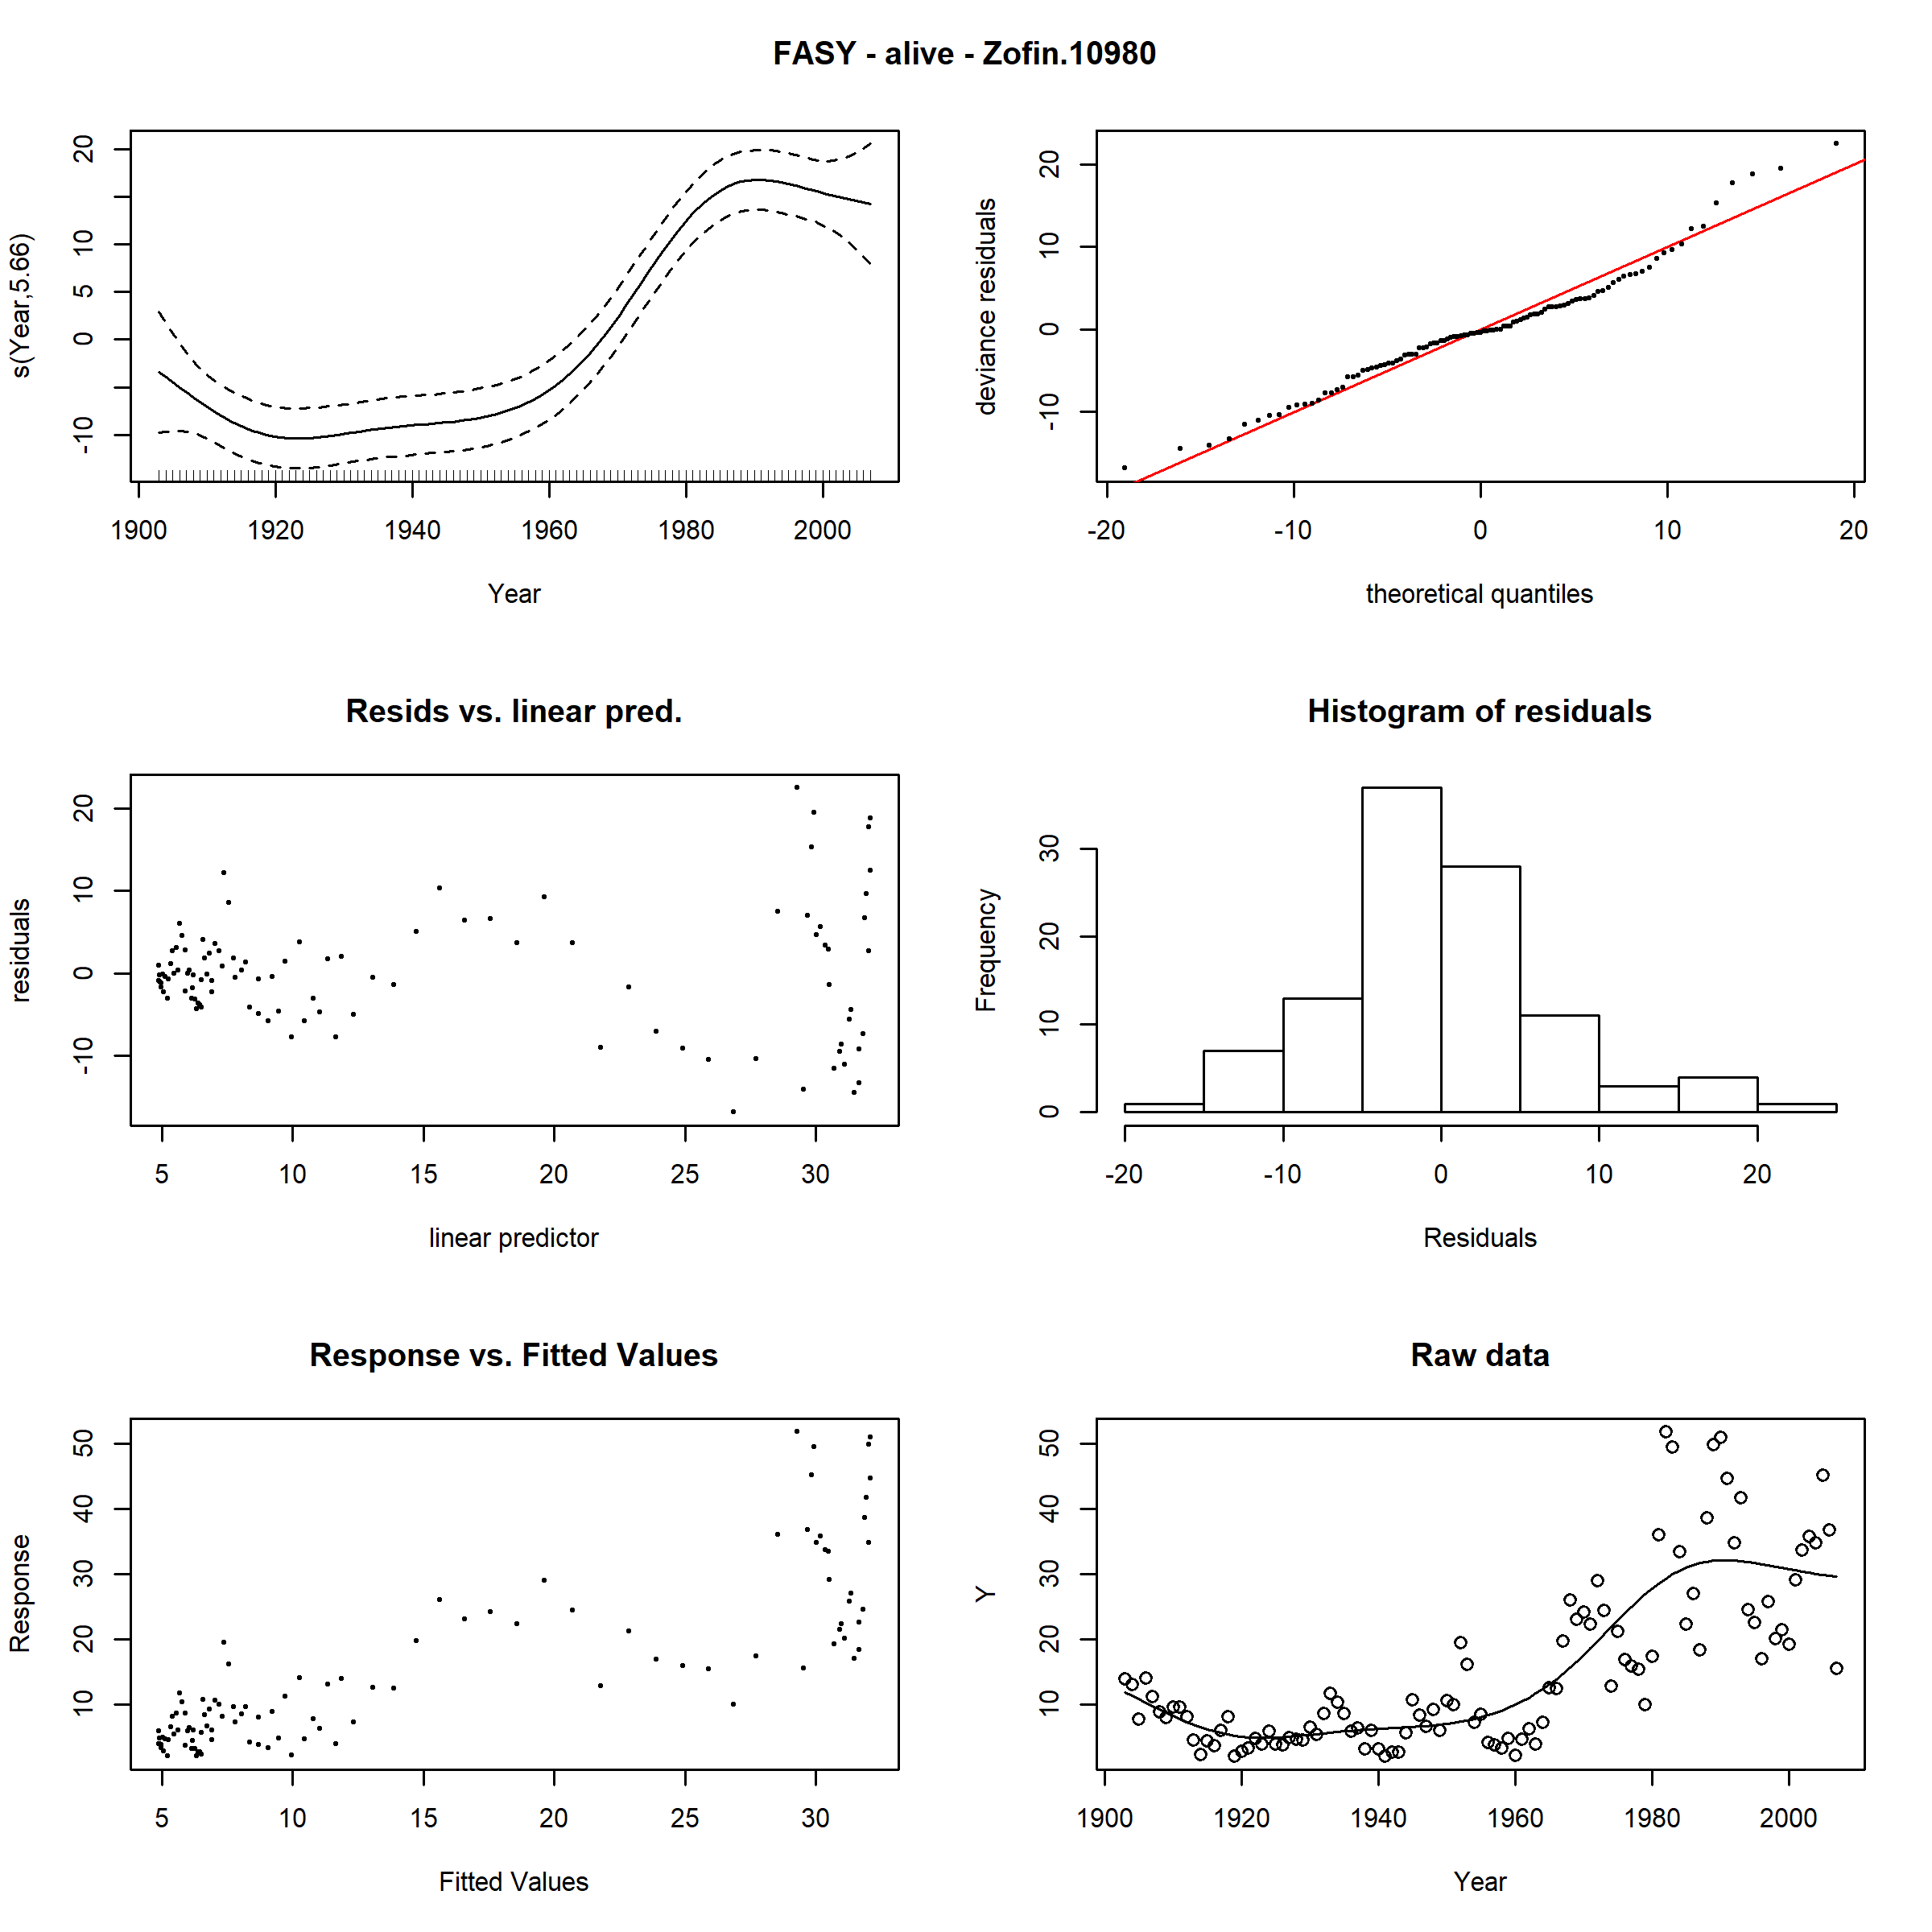 FASY - alive - Zofin.10980
s(Year,5.66)
20
10
5
0
-10
1900 1920 1940 1960 1980 2000
Year
deviance residuals
20
10
0
-10
-20 -10 0 10 20
theoretical quantiles
Resids vs. linear pred.
residuals
20
10
0
-10
5 10 15 20 25 30
linear predictor
Histogram of residuals
Frequency
30
20
10
0
-20 -10 0 10 20
Residuals
Response vs. Fitted Values
Response
50
40
30
20
10
5 10 15 20 25 30
Fitted Values
Raw data
Y
50
40
30
20
10
1900 1920 1940 1960 1980 2000
Year